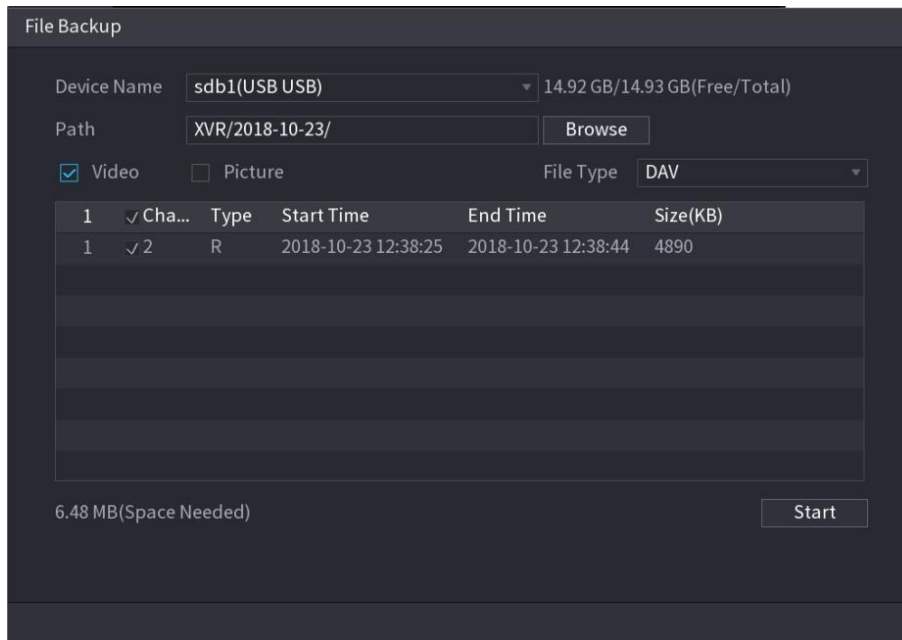 File Backup
Device Name sdb1(USB USB) 14.92 GB/14.93 GB(Free/Total)
Path XVR/2018-10-23/ Browse
Video Picture File Type DAV
1 Cha... Type Start Time End Time Size(KB)
1 2 R 2018-10-23 12:38:25 2018-10-23 12:38:44 4890
6.48 MB(Space Needed) Start